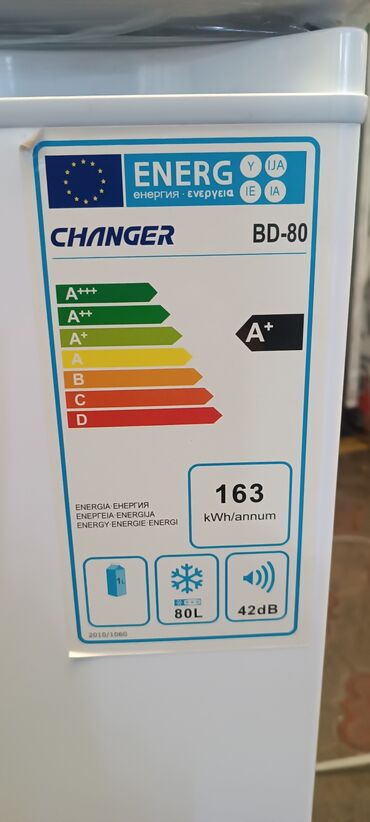 ENERG
енергия · ενεργεια
Y IJA
IE IA
CHANGER BD-80
A+++
A++
A+
A
B
C
D
A+
ENERGIA·ЕНЕРГИЯ
ΕΝΕΡΓΕΙΑ·ENERGIJA
ENERGY·ENERGIE·ENERGI
163
kWh/annum
1L
80L
42dB
2010/1060